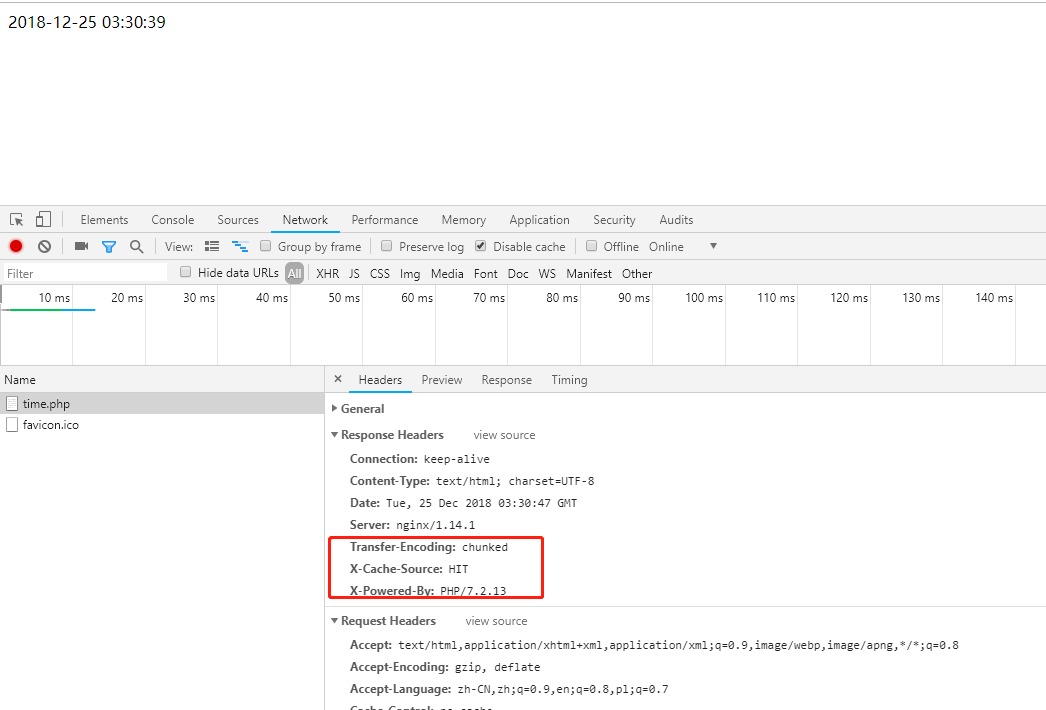 2018-12-25 03:30:39
Elements Console Sources Network Performance Memory Application Security Audits
View: Group by frame Preserve log Disable cache Offline Online
Filter Hide data URLs All XHR JS CSS Img Media Font Doc WS Manifest Other
10 ms 20 ms 30 ms 40 ms 50 ms 60 ms 70 ms 80 ms 90 ms 100 ms 110 ms 120 ms 130 ms 140 ms
Name × Headers Preview Response Timing
time.php
favicon.ico
General
Response Headers view source
Connection: keep-alive
Content-Type: text/html; charset=UTF-8
Date: Tue, 25 Dec 2018 03:30:47 GMT
Server: nginx/1.14.1
Transfer-Encoding: chunked
X-Cache-Source: HIT
X-Powered-By: PHP/7.2.13
Request Headers view source
Accept: text/html,application/xhtml+xml,application/xml;q=0.9,image/webp,image/apng,*/*;q=0.8
Accept-Encoding: gzip, deflate
Accept-Language: zh-CN,zh;q=0.9,en;q=0.8,pl;q=0.7
Cache-Control: no-cache